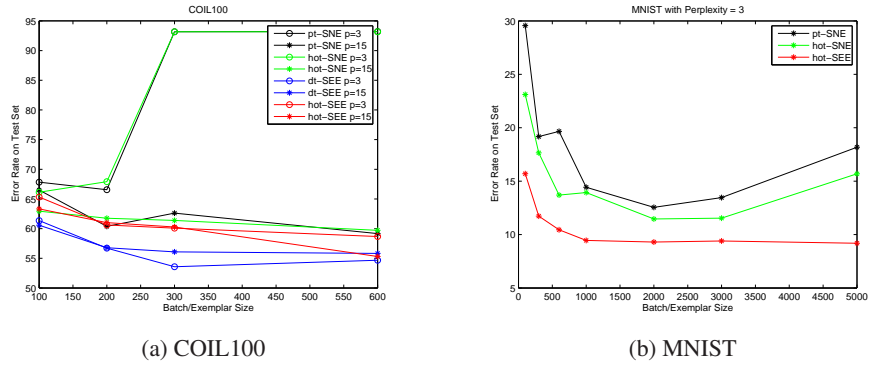 COIL100
95
90
85
80
75
70
65
60
55
50
Error Rate on Test Set
100 150 200 250 300 350 400 450 500 550 600
Batch/Exemplar Size
pt-SNE p=3
pt-SNE p=15
hot-SNE p=3
hot-SNE p=15
dt-SEE p=3
dt-SEE p=15
hot-SEE p=3
hot-SEE p=15
(a) COIL100
MNIST with Perplexity = 3
30
25
20
15
10
5
Error Rate on Test Set
0 500 1000 1500 2000 2500 3000 3500 4000 4500 5000
Batch/Exemplar Size
pt-SNE
hot-SNE
hot-SEE
(b) MNIST